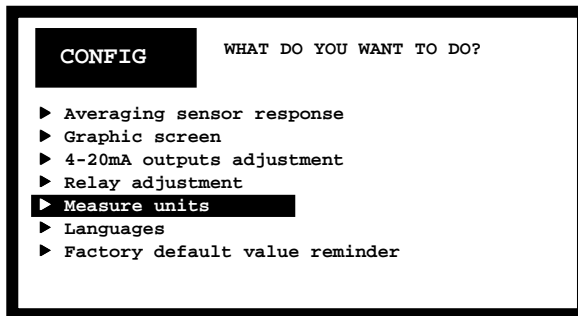 CONFIG
WHAT DO YOU WANT TO DO?
Averaging sensor response
Graphic screen
4-20mA outputs adjustment
Relay adjustment
Measure units
Languages
Factory default value reminder